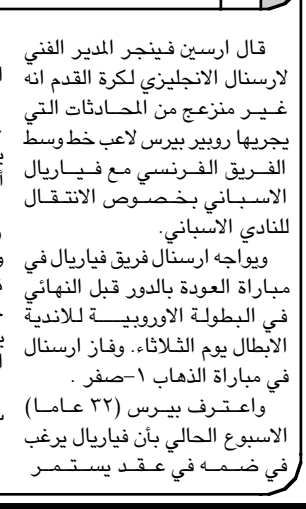 قال ارسين فينجر المدير الفني
لارسنال الانجليزي لكرة القدم انه
غير منزعج من المحادثات التي
يجريها روبير بيرس لاعب خط وسط
الفريق الفرنسي مع فياريال
الاسباني بخصوص الانتقال
للنادي الاسباني.
ويواجه ارسنال فريق فياريال في
مباراة العودة بالدور قبل النهائي
في البطولة الاوروبية للاندية
الابطال يوم الثلاثاء. وفاز ارسنال
في مباراة الذهاب ١-صفر .
واعترف بيرس (٣٢ عاما)
الاسبوع الحالي بأن فياريال يرغب
في ضمه في عقد يستمر